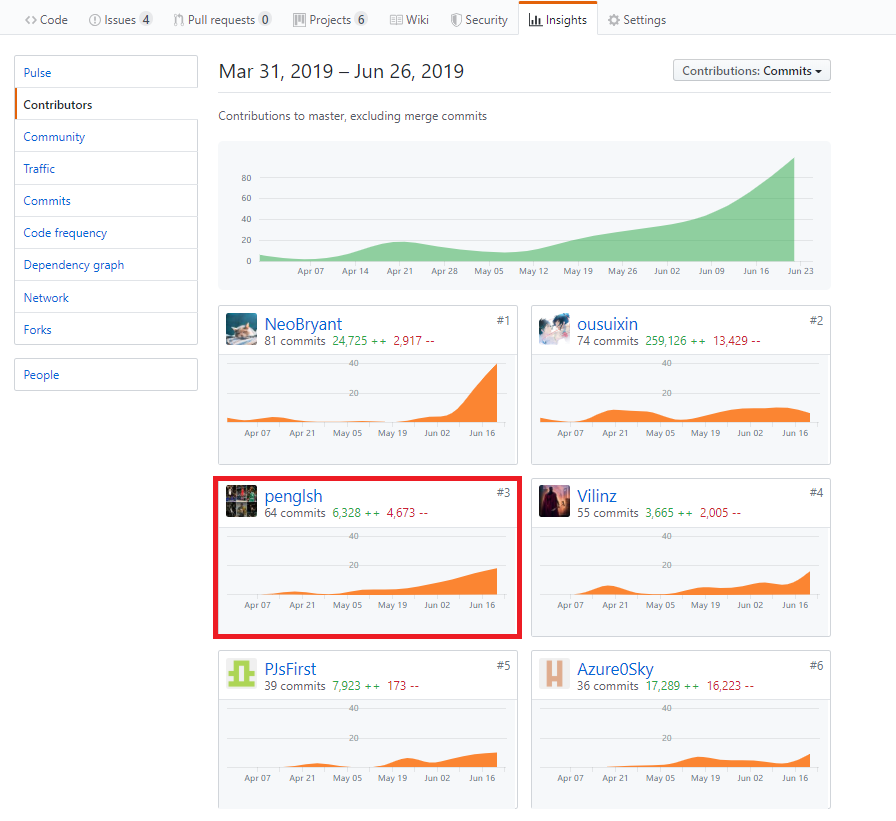 Code Issues 4 Pull requests 0 Projects 6 Wiki Security Insights Settings
Pulse
Contributors
Community
Traffic
Commits
Code frequency
Dependency graph
Network
Forks
People
Mar 31, 2019 – Jun 26, 2019
Contributions: Commits
Contributions to master, excluding merge commits
80
60
40
20
0
Apr 07 Apr 14 Apr 21 Apr 28 May 05 May 12 May 19 May 26 Jun 02 Jun 09 Jun 16 Jun 23
NeoBryant #1
81 commits 24,725 ++ 2,917 --
40
20
Apr 07 Apr 21 May 05 May 19 Jun 02 Jun 16
ousuixin #2
74 commits 259,126 ++ 13,429 --
40
20
Apr 07 Apr 21 May 05 May 19 Jun 02 Jun 16
penglsh #3
64 commits 6,328 ++ 4,673 --
40
20
Apr 07 Apr 21 May 05 May 19 Jun 02 Jun 16
Vilinz #4
55 commits 3,665 ++ 2,005 --
40
20
Apr 07 Apr 21 May 05 May 19 Jun 02 Jun 16
PJsFirst #5
39 commits 7,923 ++ 173 --
40
20
Apr 07 Apr 21 May 05 May 19 Jun 02 Jun 16
Azure0Sky #6
36 commits 17,289 ++ 16,223 --
40
20
Apr 07 Apr 21 May 05 May 19 Jun 02 Jun 16